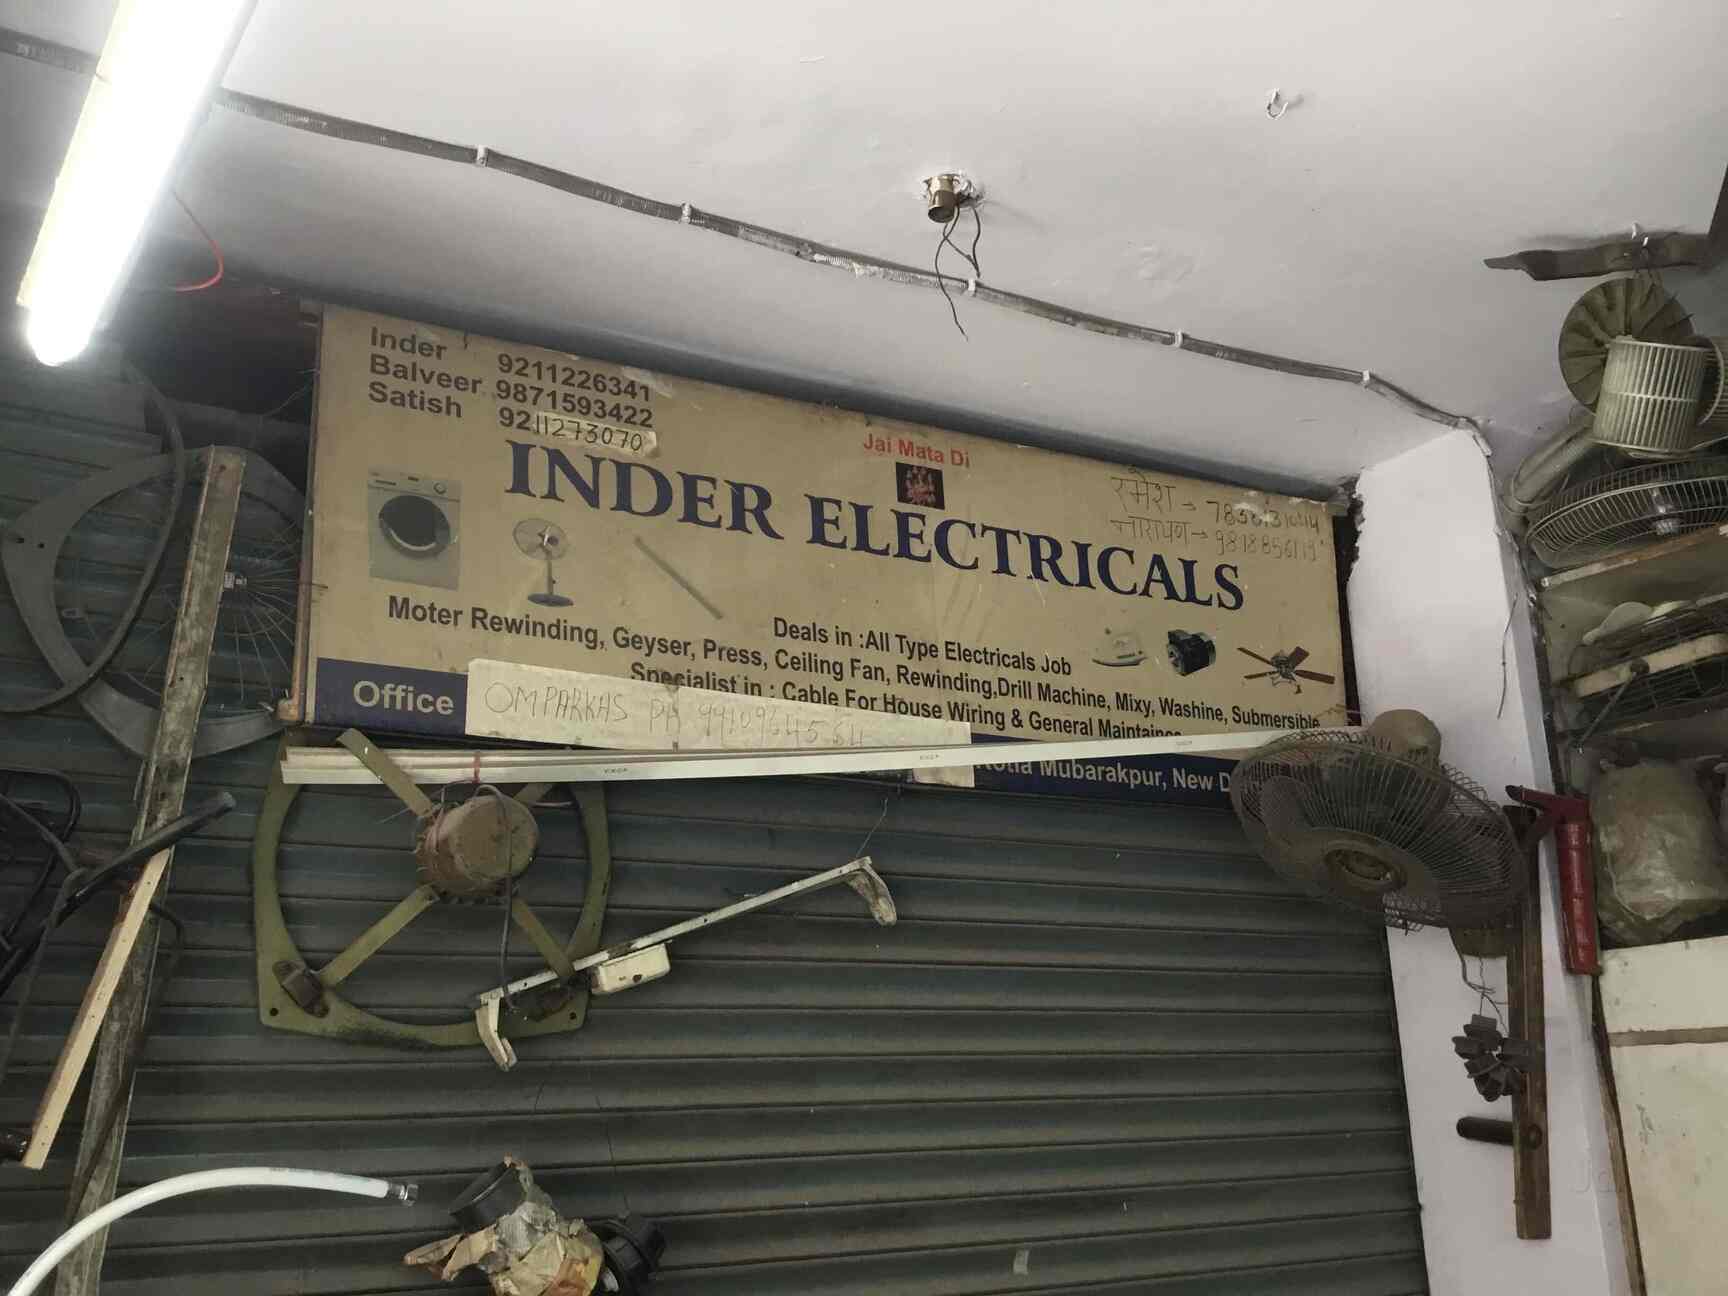 Inder 9211226341
Balveer 9871593422
Satish 9211273070
Jai Mata Di
INDER ELECTRICALS
रमेश →
नारायण → 9818856119
Deals in :All Type Electricals Job
Moter Rewinding, Geyser, Press, Ceiling Fan, Rewinding,Drill Machine, Mixy, Washine, Submersible
Specialist in : Cable For House Wiring & General
Office
OMPARKAS PH
Kotla Mubarakpur, New